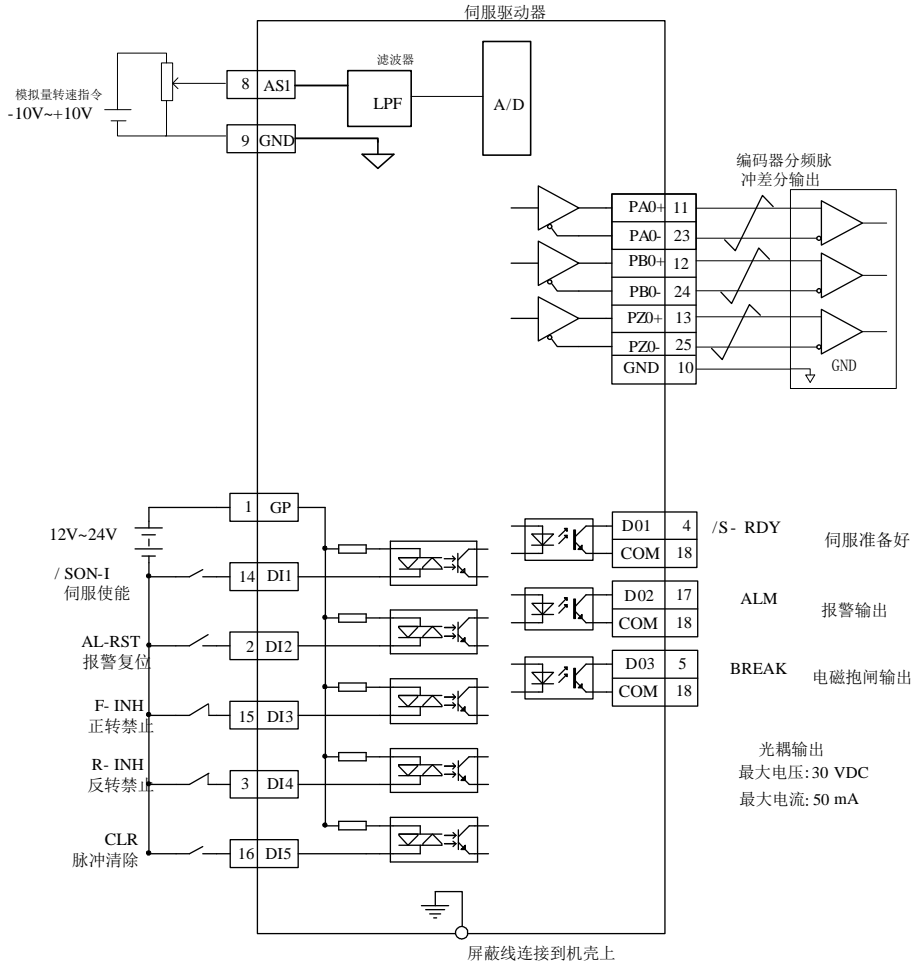 伺服驱动器
模拟量转速指令
-10V~+10V
8 AS1
9 GND
滤波器
LPF
A/D
编码器分频脉
冲差分输出
PA0+ 11
PA0- 23
PB0+ 12
PB0- 24
PZ0+ 13
PZ0- 25
GND 10
GND
1 GP
12V~24V
/ SON-I
伺服使能
14 DI1
AL-RST
报警复位
2 DI2
F- INH
正转禁止
15 DI3
R- INH
反转禁止
3 DI4
CLR
脉冲清除
16 DI5
D01 4 /S- RDY 伺服准备好
COM 18
D02 17 ALM 报警输出
COM 18
D03 5 BREAK 电磁抱闸输出
COM 18
光耦输出
最大电压: 30 VDC
最大电流: 50 mA
屏蔽线连接到机壳上